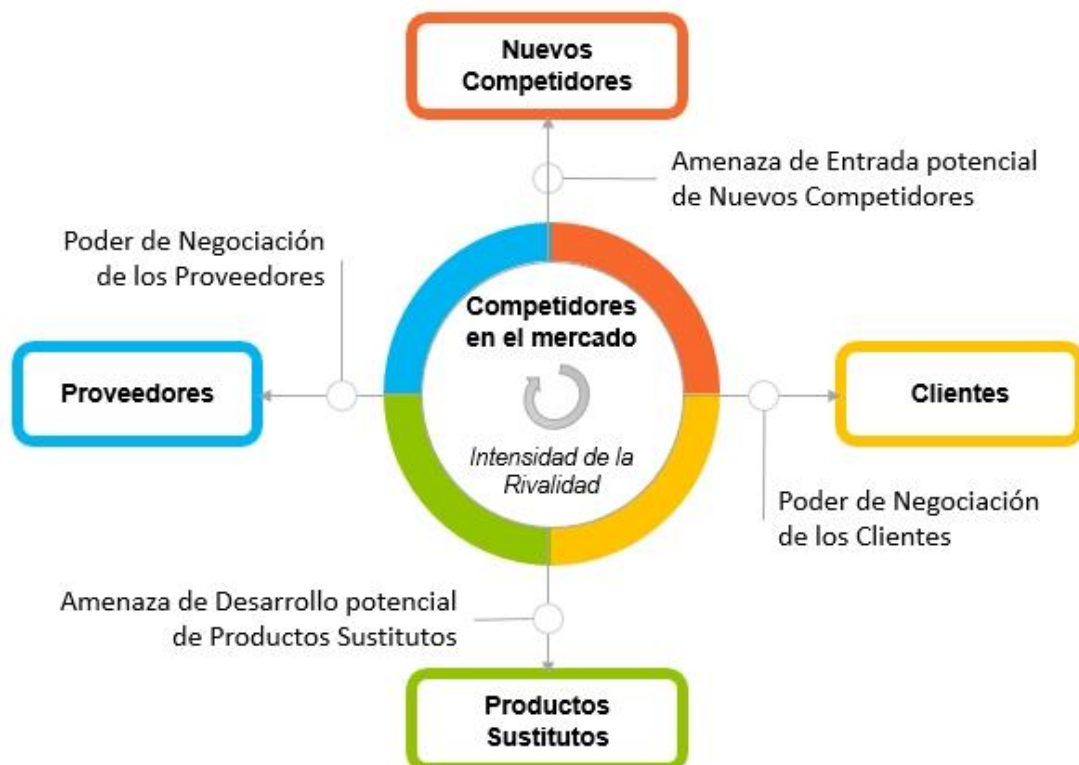 Nuevos
Competidores
Amenaza de Entrada potencial
de Nuevos Competidores
Poder de Negociación
de los Proveedores
Competidores
en el mercado
Proveedores
Clientes
Intensidad de la
Rivalidad
Poder de Negociación
de los Clientes
Amenaza de Desarrollo potencial
de Productos Sustitutos
Productos
Sustitutos